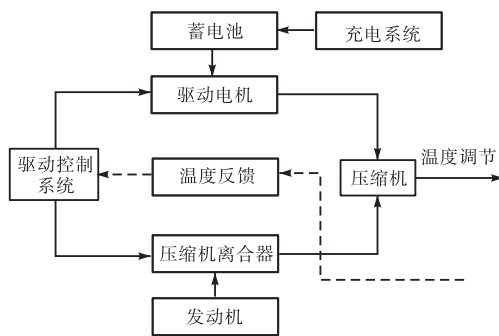 蓄电池
充电系统
驱动电机
驱动控制
系统
温度反馈
压缩机
温度调节
压缩机离合器
发动机